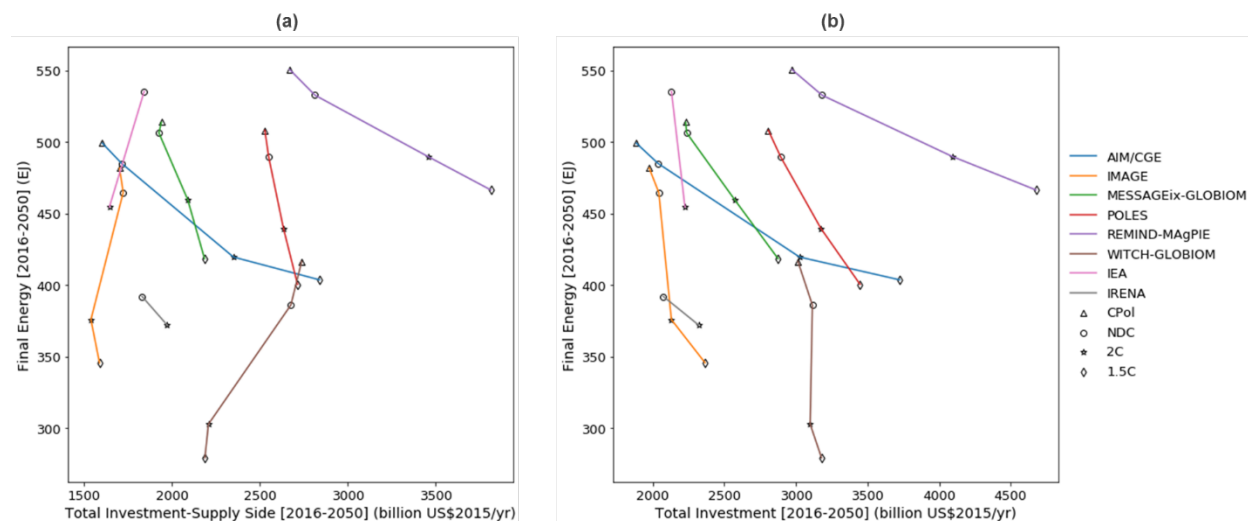 (a)
(b)
Final Energy [2016-2050] (EJ)
550
500
450
400
350
300
1500
2000
2500
3000
3500
Total Investment-Supply Side [2016-2050] (billion US$2015/yr)
Final Energy [2016-2050] (EJ)
550
500
450
400
350
300
2000
2500
3000
3500
4000
4500
Total Investment [2016-2050] (billion US$2015/yr)
AIM/CGE
IMAGE
MESSAGEix-GLOBIOM
POLES
REMIND-MAgPIE
WITCH-GLOBIOM
IEA
IRENA
CPol
NDC
2C
1.5C